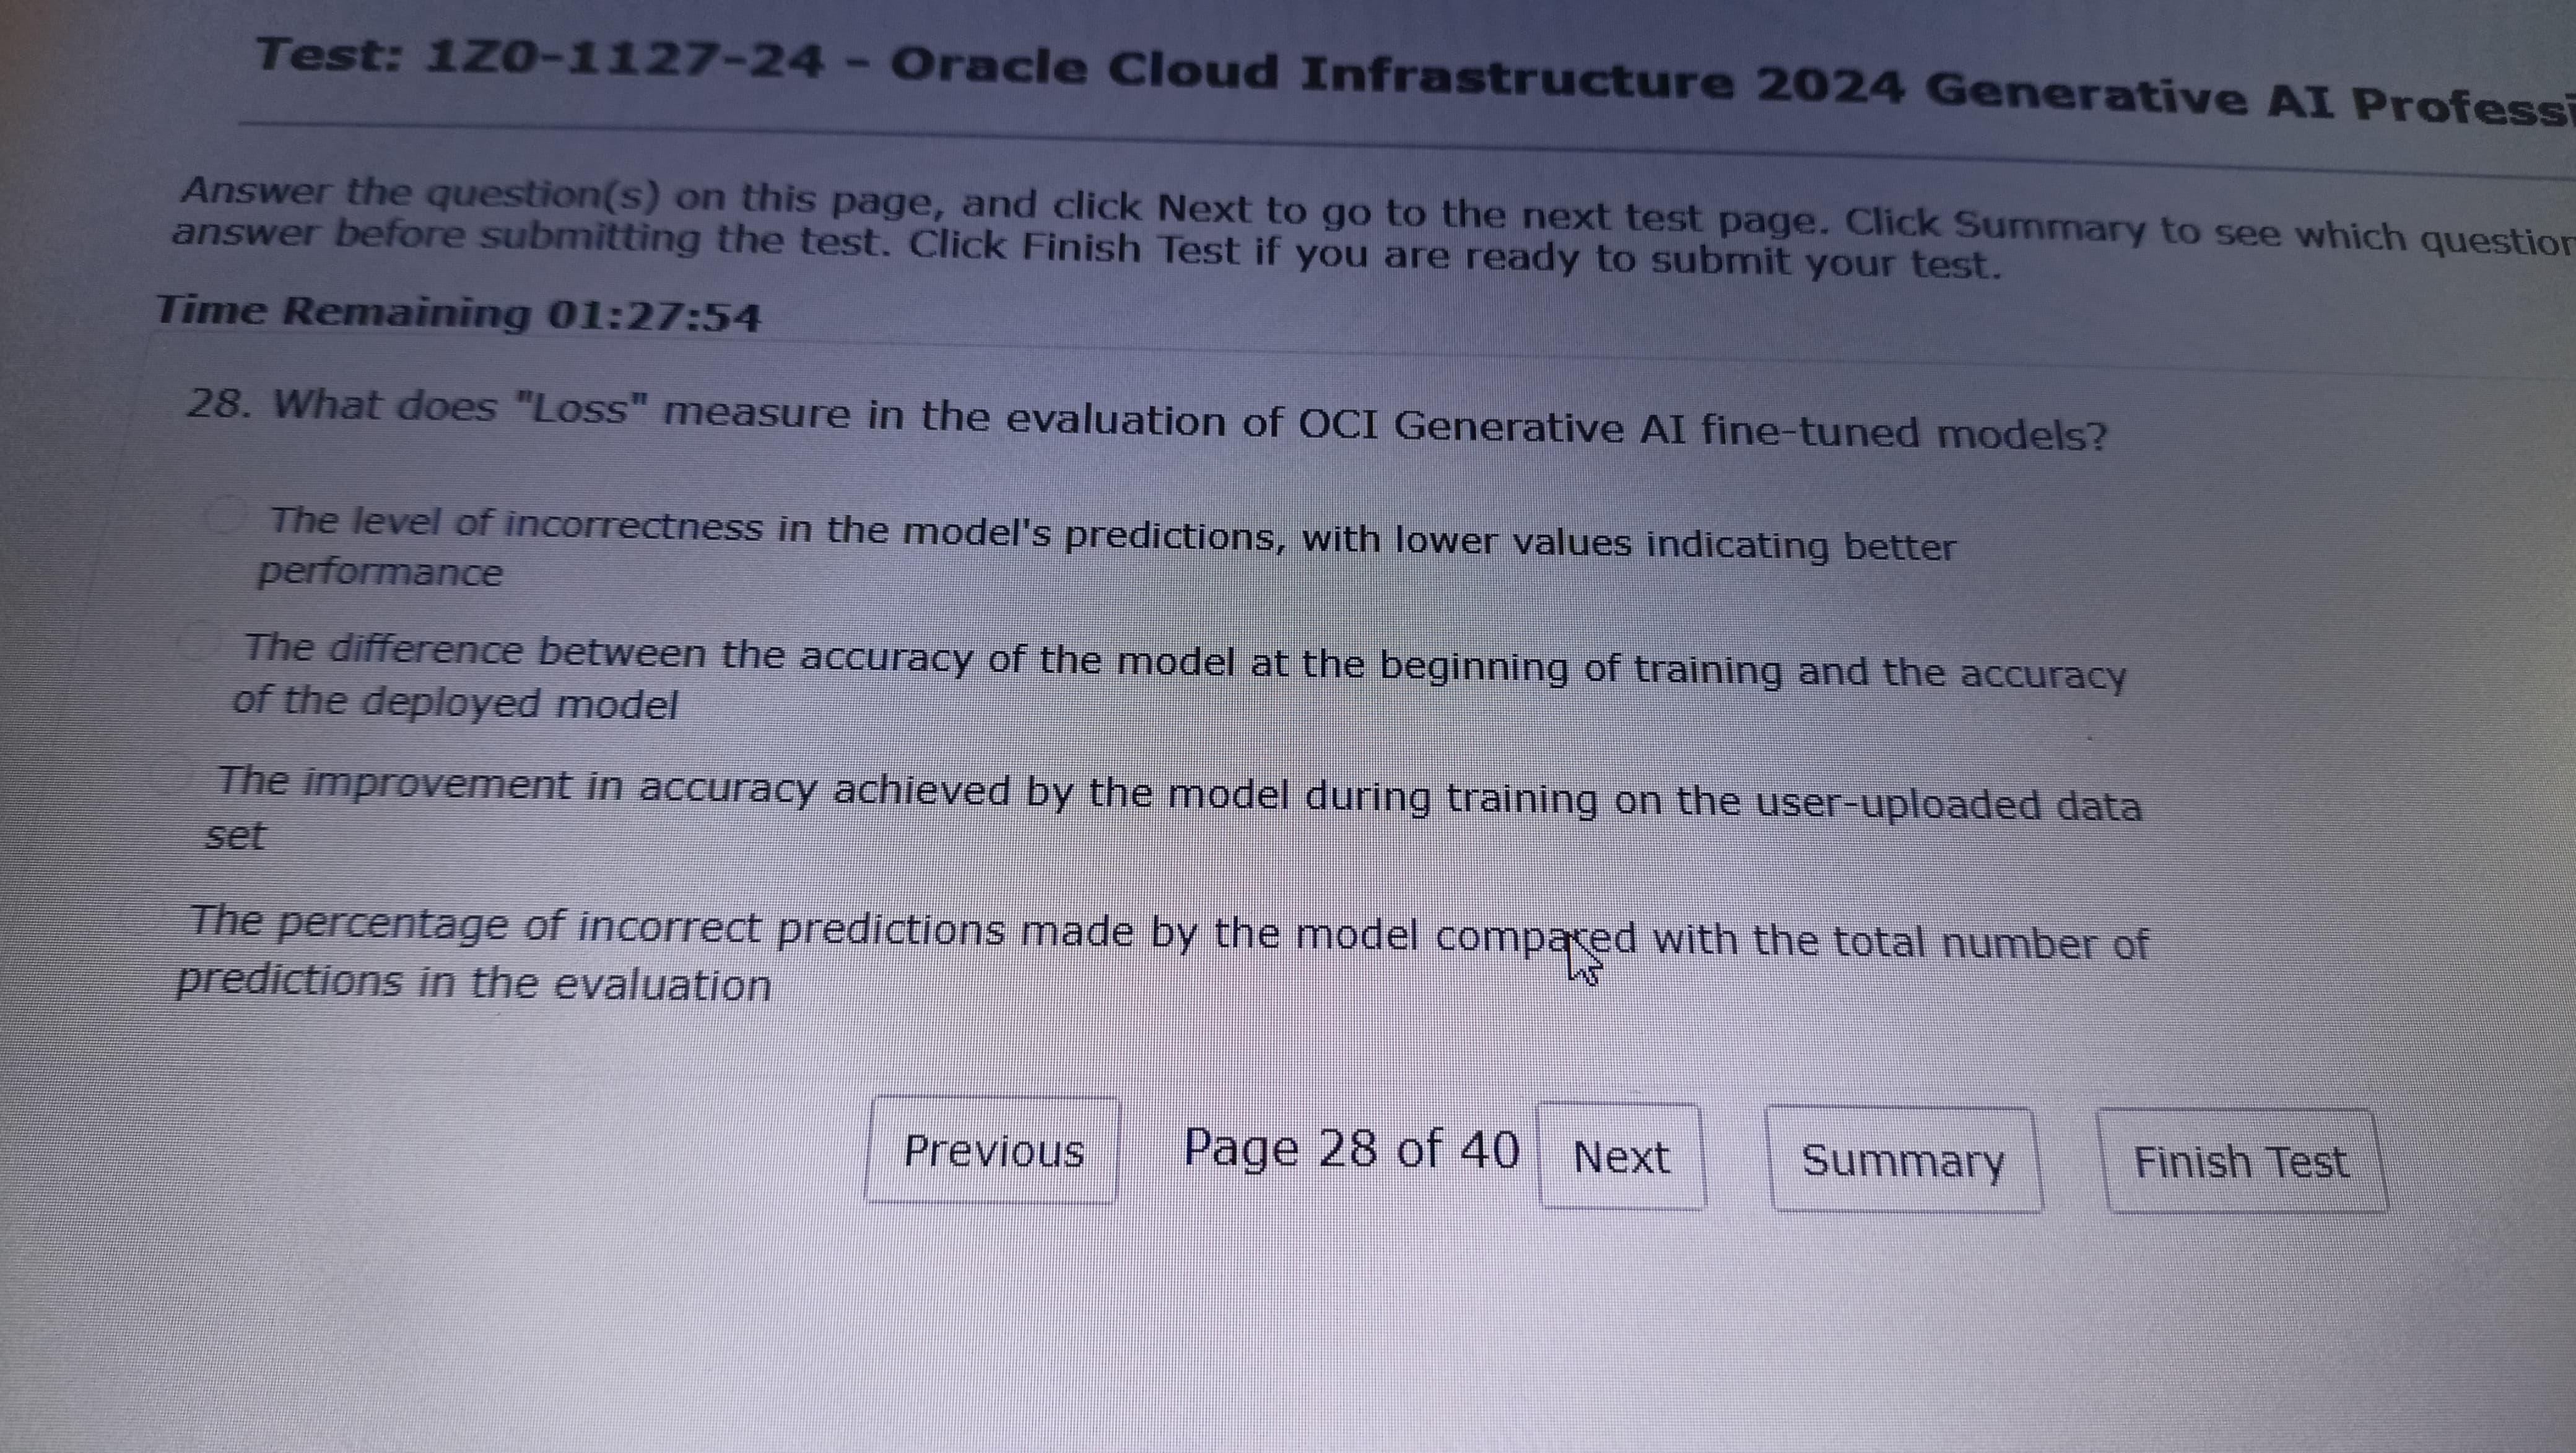 Test: 1Z0-1127-24 - Oracle Cloud Infrastructure 2024 Generative AI Professi
Answer the question(s) on this page, and click Next to go to the next test page. Click Summary to see which question
answer before submitting the test. Click Finish Test if you are ready to submit your test.
Time Remaining 01:27:54
28. What does "Loss" measure in the evaluation of OCI Generative AI fine-tuned models?
The level of incorrectness in the model's predictions, with lower values indicating better
performance
The difference between the accuracy of the model at the beginning of training and the accuracy
of the deployed model
The improvement in accuracy achieved by the model during training on the user-uploaded data
set
The percentage of incorrect predictions made by the model compared with the total number of
predictions in the evaluation
Previous Page 28 of 40 Next Summary Finish Test